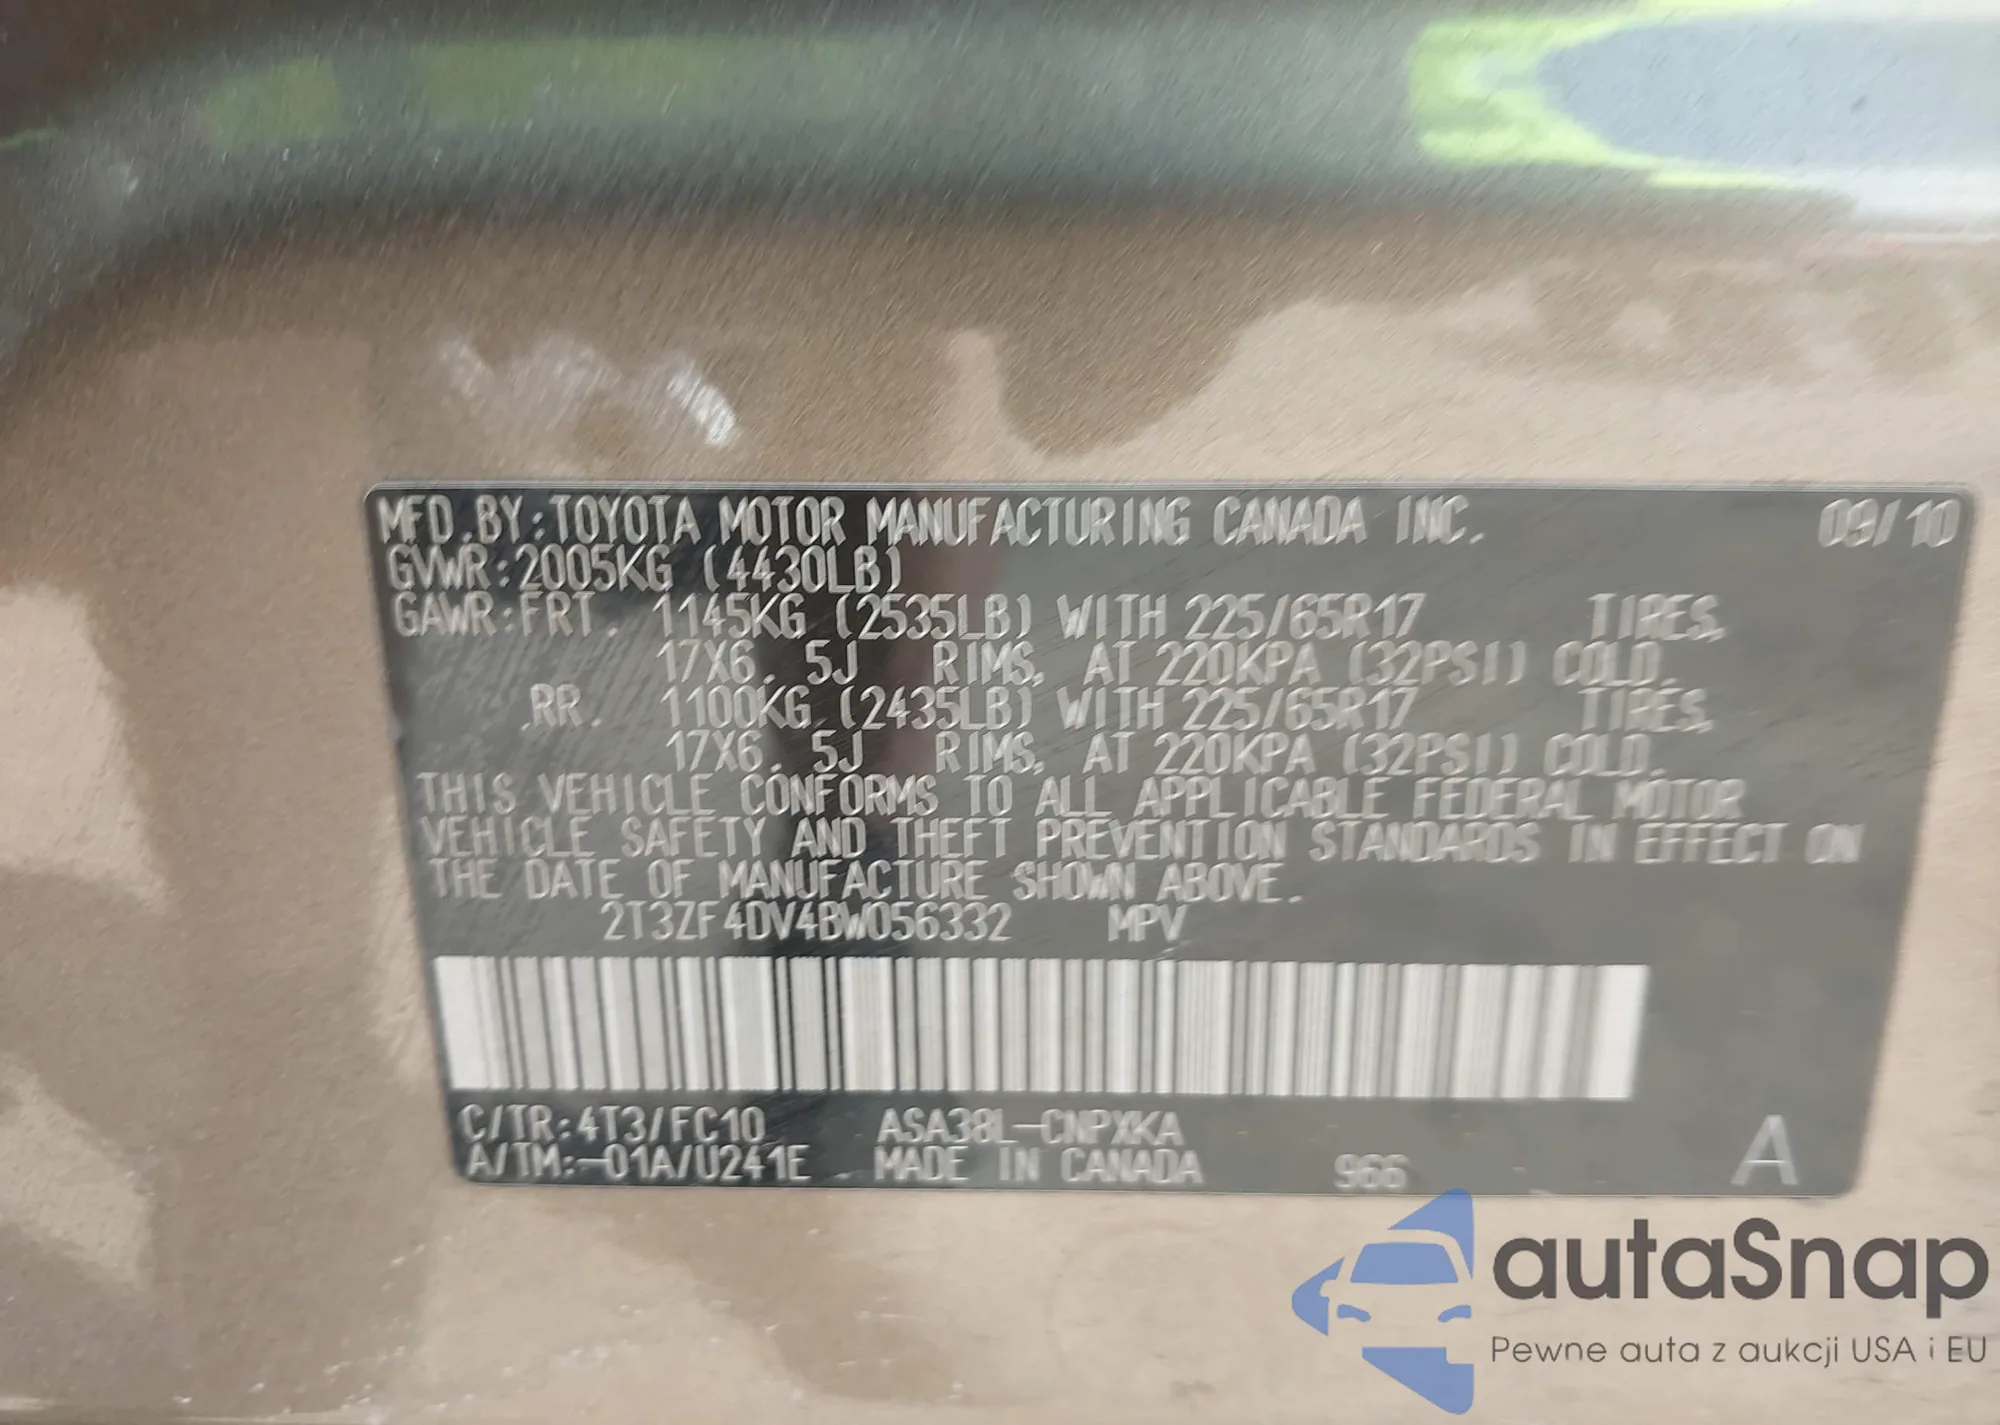 MFD.BY:TOYOTA MOTOR MANUFACTURING CANADA INC. 09/10
GVWR:2005KG (4430LB)
GAWR:FRT. 1145KG (2535LB) WITH 225/65R17 TIRES,
17X6.5J RIMS, AT 220KPA (32PSI) COLD.
RR. 1100KG (2435LB) WITH 225/65R17 TIRES,
17X6.5J RIMS, AT 220KPA (32PSI) COLD.
THIS VEHICLE CONFORMS TO ALL APPLICABLE FEDERAL MOTOR
VEHICLE SAFETY AND THEFT PREVENTION STANDARDS IN EFFECT ON
THE DATE OF MANUFACTURE SHOWN ABOVE.
2T3ZF4DV4BW056332 MPV
C/TR:4T3/FC10 ASA38L-CNPXKA
A/TM:-01A/U241E MADE IN CANADA 966 A
autaSnap
Pewne auta z aukcji USA i EU